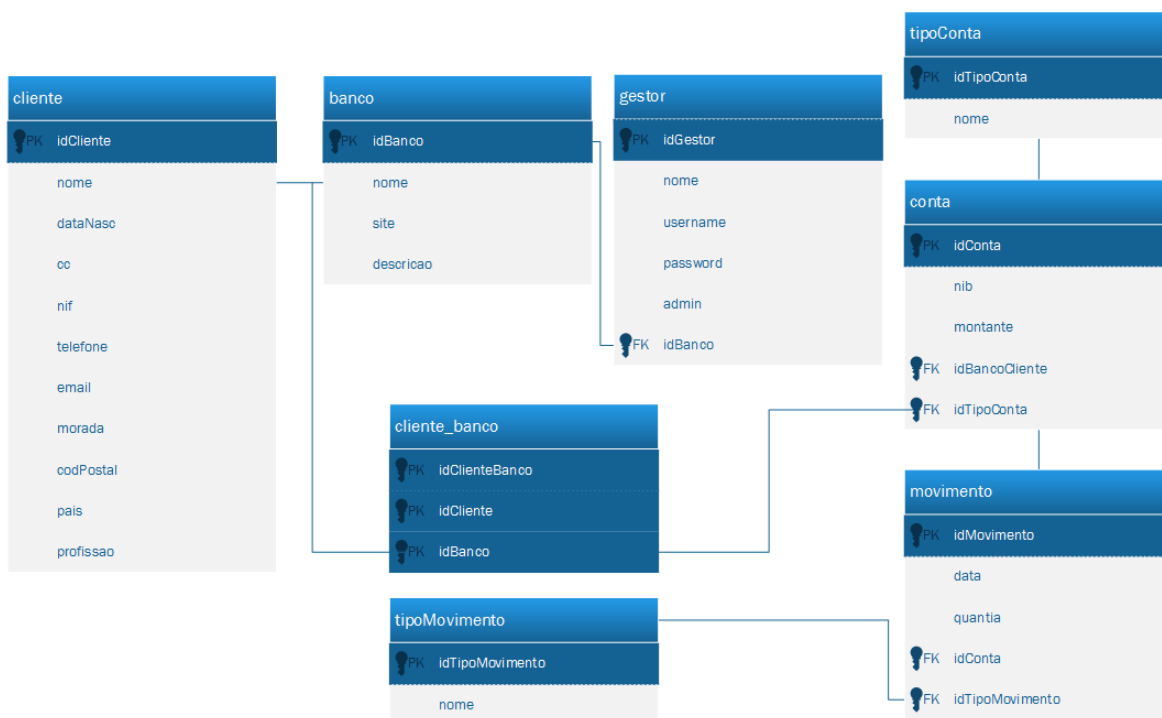 cliente
PK idCliente
nome
dataNasc
cc
nif
telefone
email
morada
codPostal
pais
profissao
banco
PK idBanco
nome
site
descricao
gestor
PK idGestor
nome
username
password
admin
FK idBanco
tipoConta
PK idTipoConta
nome
conta
PK idConta
nib
montante
FK idBancoCliente
FK idTipoConta
cliente_banco
PK idClienteBanco
PK idCliente
PK idBanco
tipoMovimento
PK idTipoMovimento
nome
movimento
PK idMovimento
data
quantia
FK idConta
FK idTipoMovimento